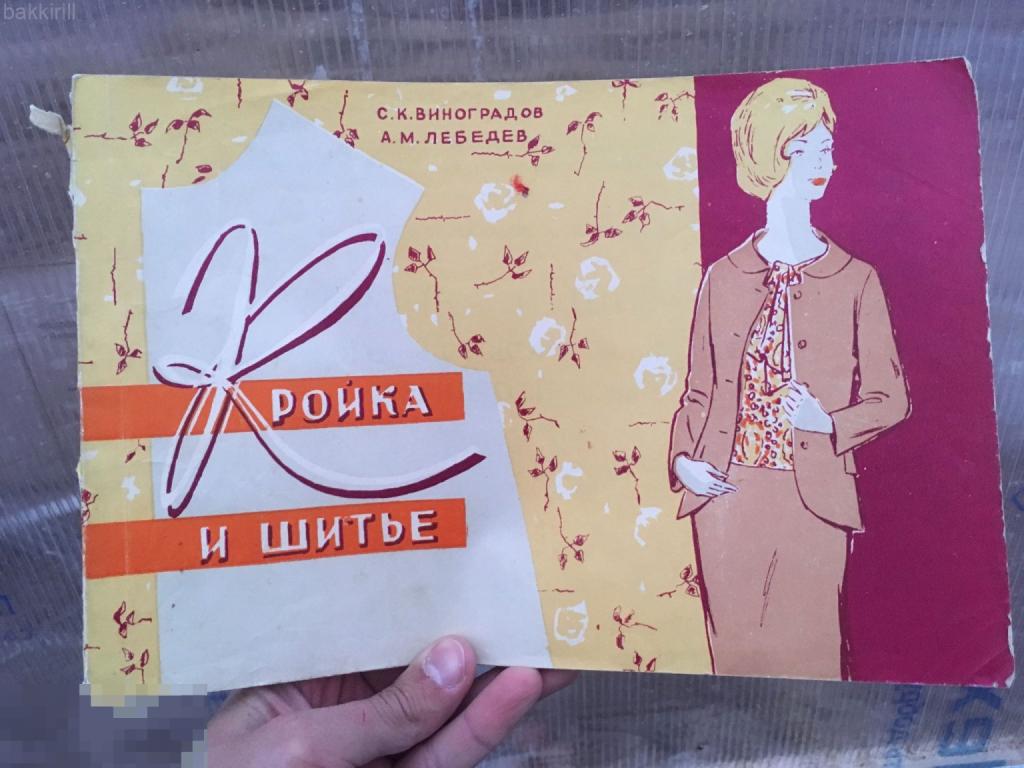 bakkirill
С.К.ВИНОГРАДОВ
А.М.ЛЕБЕДЕВ
КРОЙКА
И ШИТЬЕ